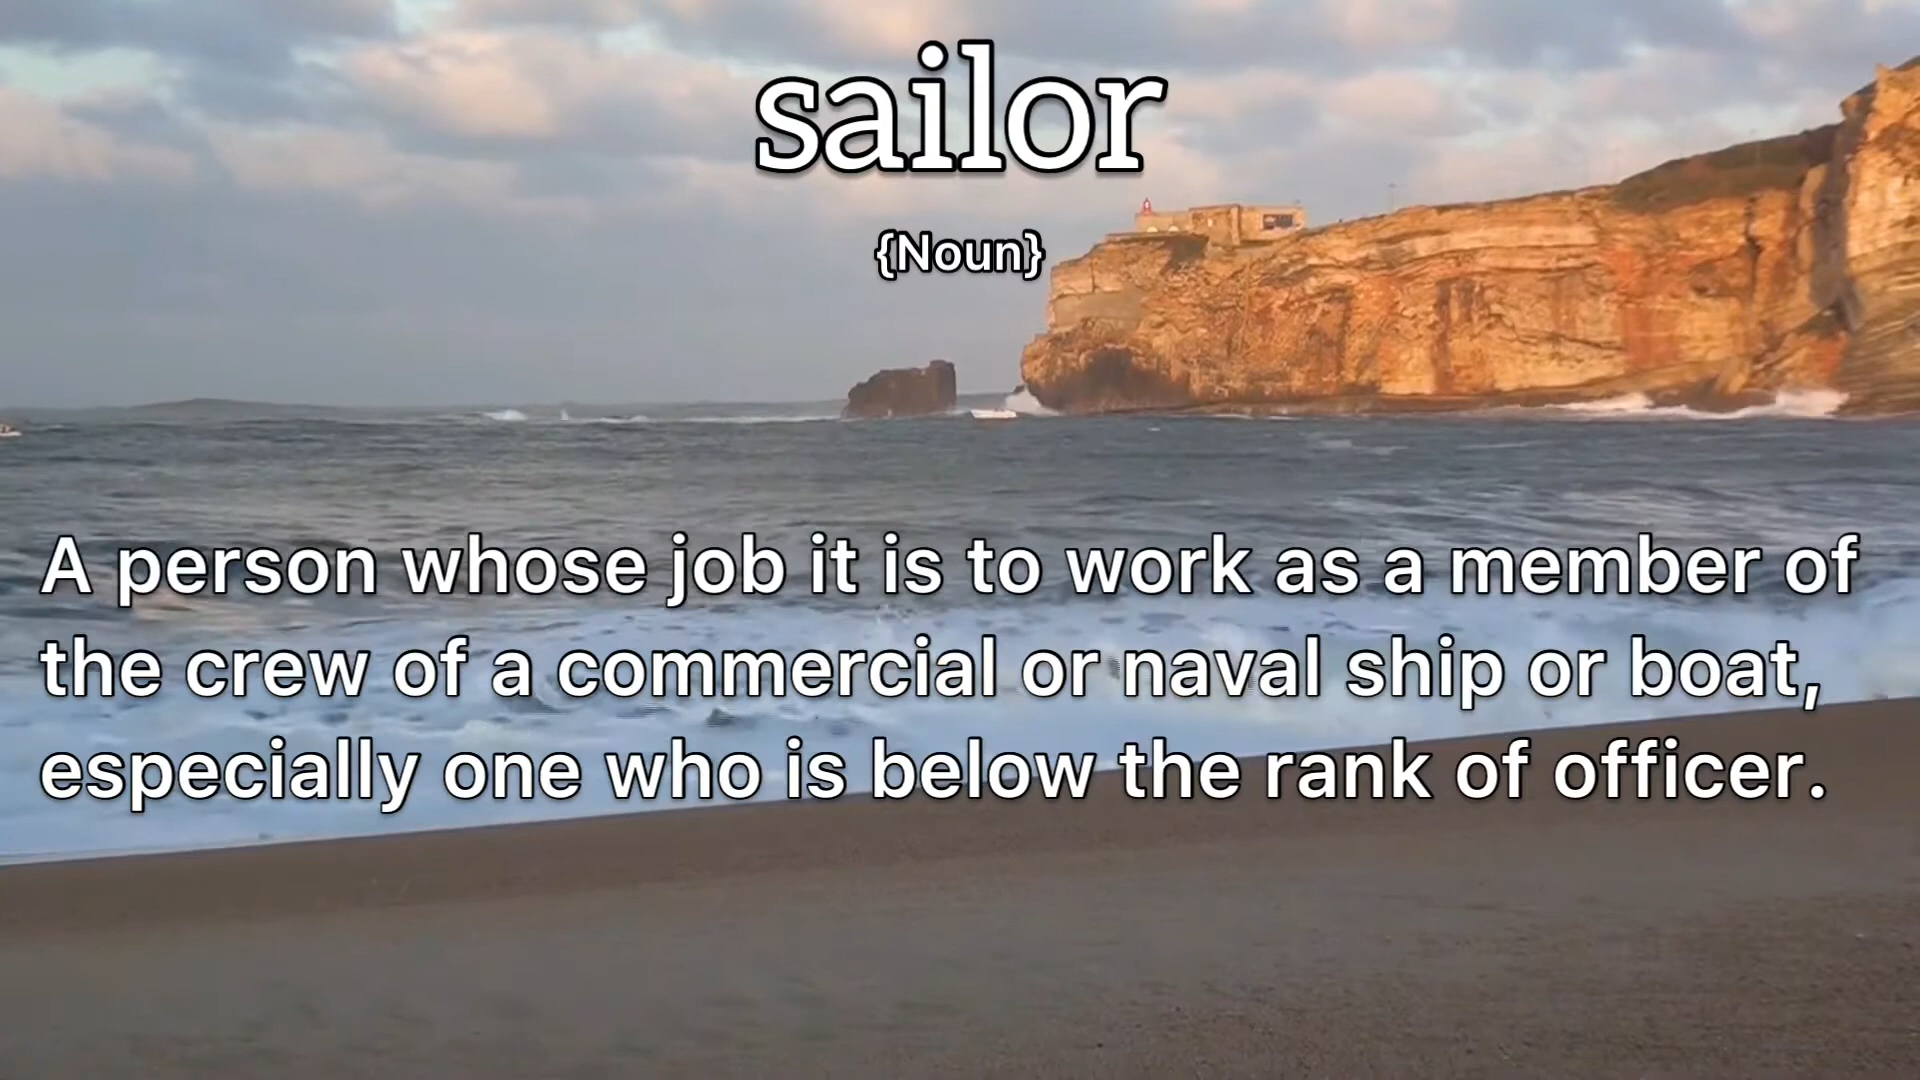 sailor
{Noun}
A person whose job it is to work as a member of
the crew of a commercial or naval ship or boat,
especially one who is below the rank of officer.